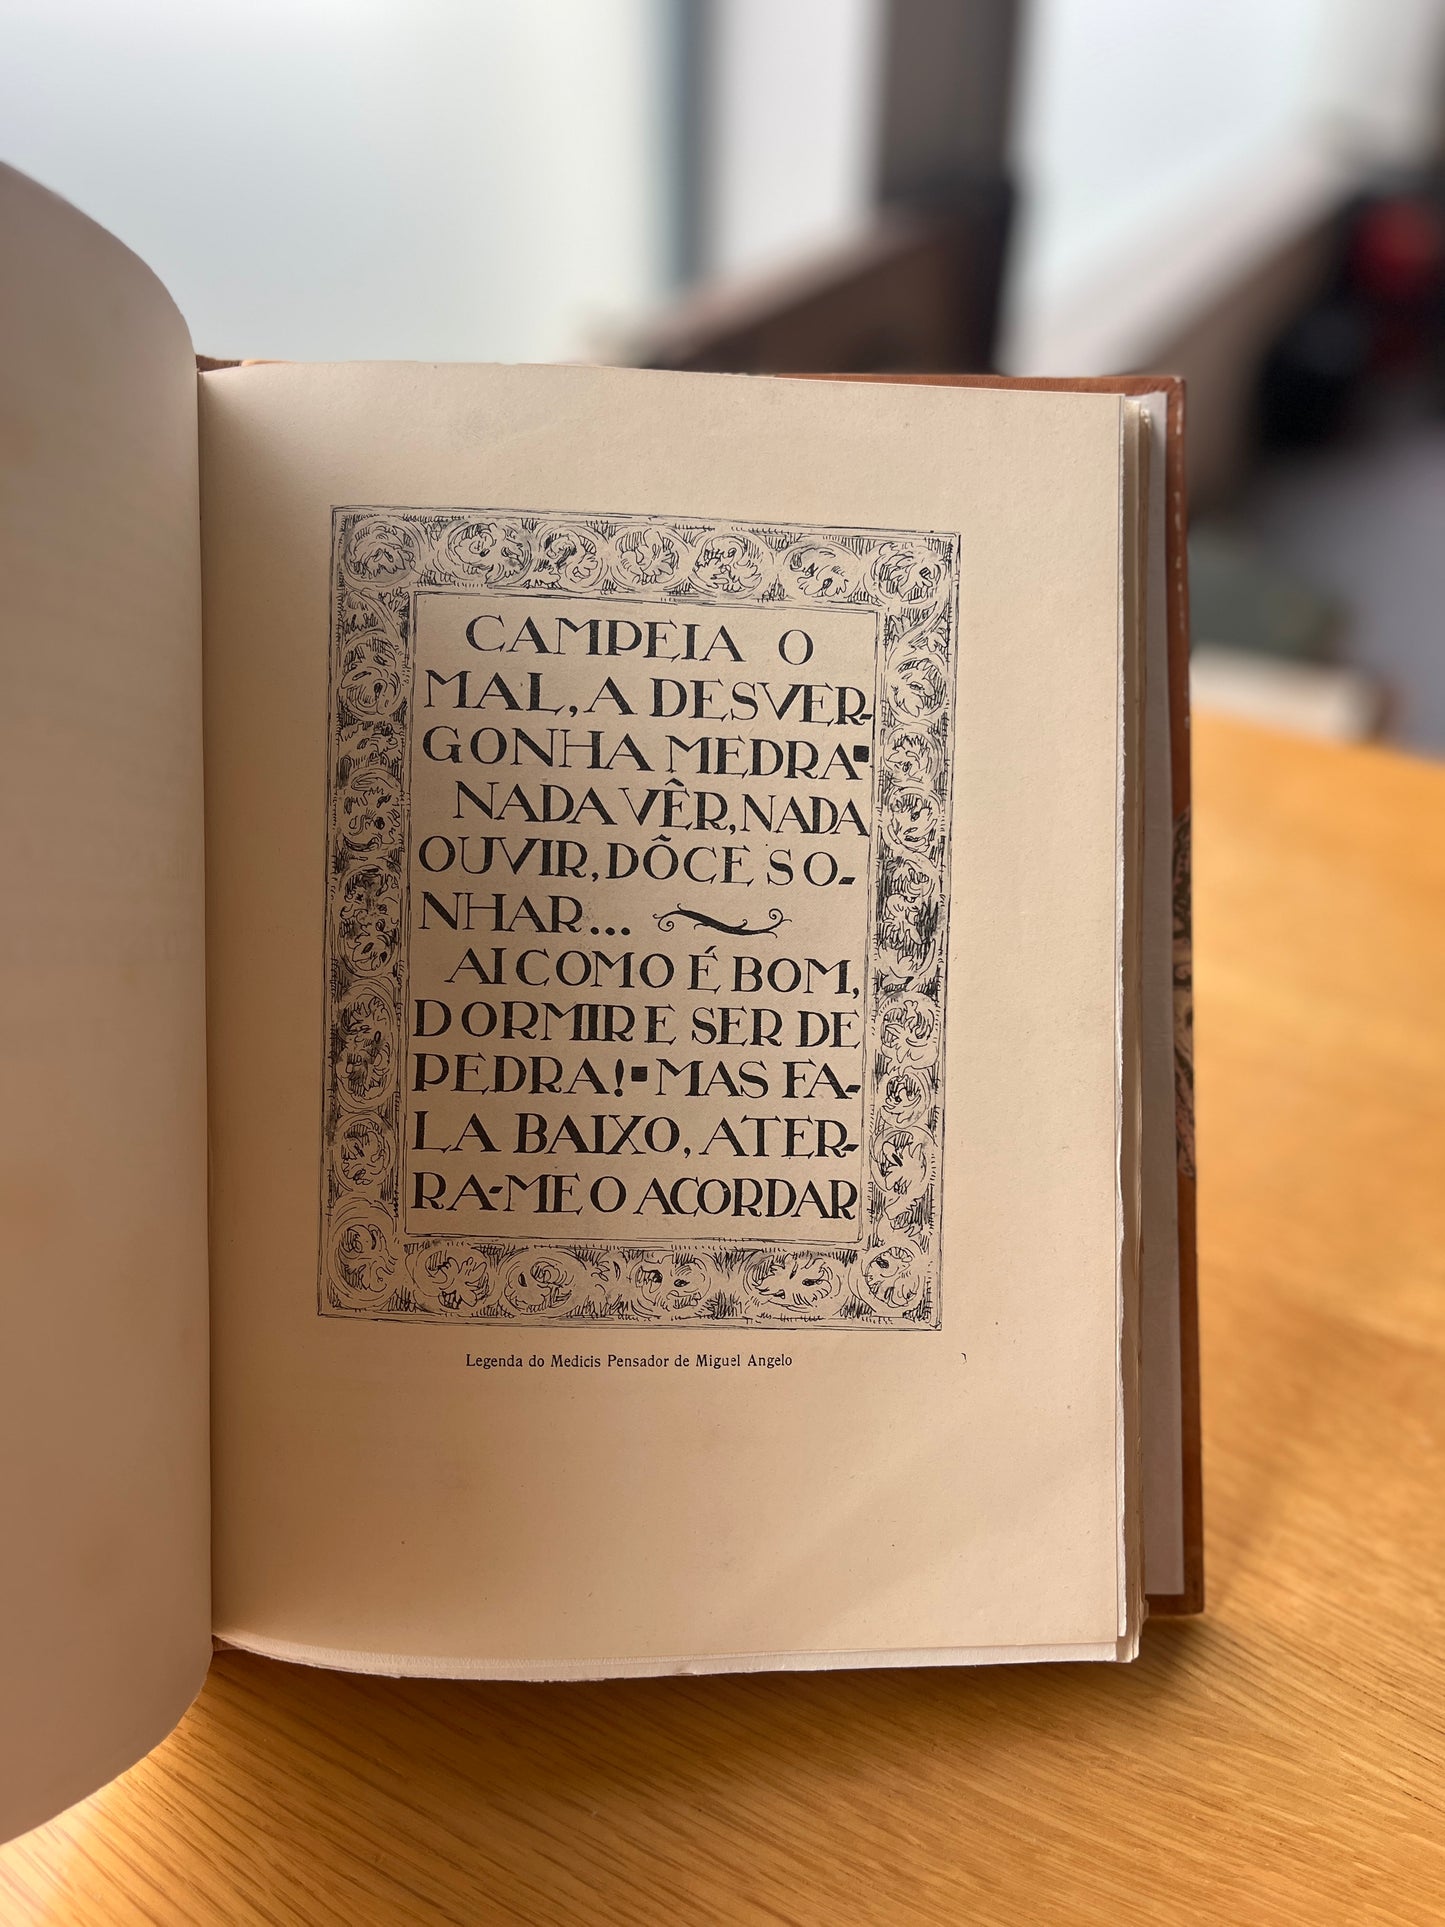 CAMPEIA O
MAL, A DESVER-
GONHA MEDRA▪
NADA VÊR, NADA
OUVIR, DÔCE SO-
NHAR...
AI COMO É BOM,
DORMIR E SER DE
PEDRA!▪MAS FA-
LA BAIXO, ATER-
RA-ME O ACORDAR
Legenda do Medicis Pensador de Miguel Angelo